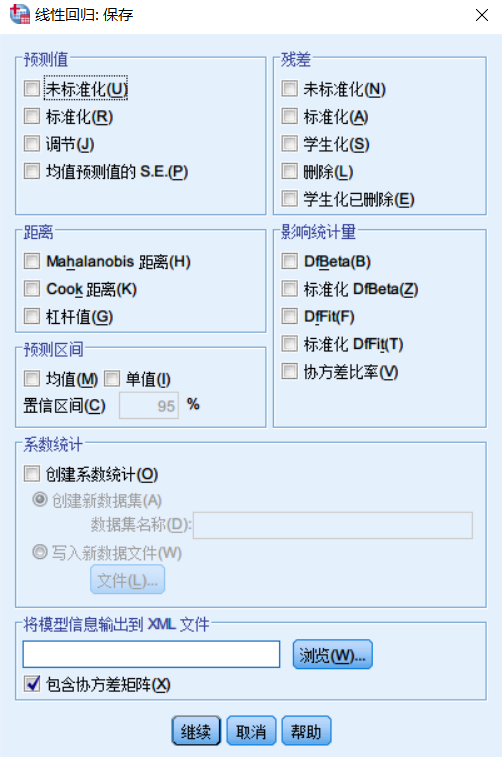 线性回归: 保存
预测值
未标准化(U)
标准化(R)
调节(J)
均值预测值的 S.E.(P)
残差
未标准化(N)
标准化(A)
学生化(S)
删除(L)
学生化已删除(E)
距离
Mahalanobis 距离(H)
Cook 距离(K)
杠杆值(G)
影响统计量
DfBeta(B)
标准化 DfBeta(Z)
DfFit(F)
标准化 DfFit(T)
协方差比率(V)
预测区间
均值(M) 单值(I)
置信区间(C) 95 %
系数统计
创建系数统计(O)
创建新数据集(A)
数据集名称(D):
写入新数据文件(W)
文件(L)...
将模型信息输出到 XML 文件
浏览(W)...
包含协方差矩阵(X)
继续 取消 帮助